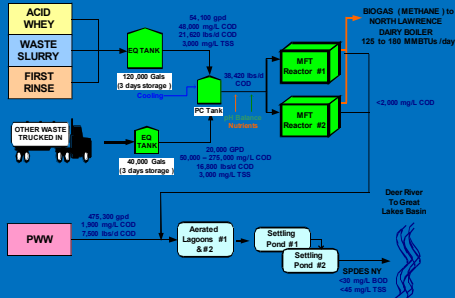 ACID
WHEY
WASTE
SLURRY
FIRST
RINSE
EQ TANK
120,000 Gals
(3 days storage )
Cooling
54,100 gpd
48,000 mg/L COD
21,620 lbs/d COD
3,000 mg/L TSS
PC Tank
38,420 lbs/d
COD
pH Balance
Nutrients
MFT
Reactor #1
MFT
Reactor #2
BIOGAS (METHANE ) to
NORTH LAWRENCE
DAIRY BOILER
125 to 180 MMBTUs /day
<2,000 mg/L COD
OTHER WASTE
TRUCKED IN
EQ
TANK
40,000 Gals
(3 days storage )
20,000 GPD
50,000 – 275,000 mg/L COD
16,800 lbs/d COD
3,000 mg/L TSS
PWW
475,300 gpd
1,900 mg/L COD
7,500 lbs/d COD
Aerated
Lagoons #1
& #2
Settling
Pond #1
Settling
Pond #2
Deer River
To Great
Lakes Basin
SPDES NY
<30 mg/L BOD
<45 mg/L TSS